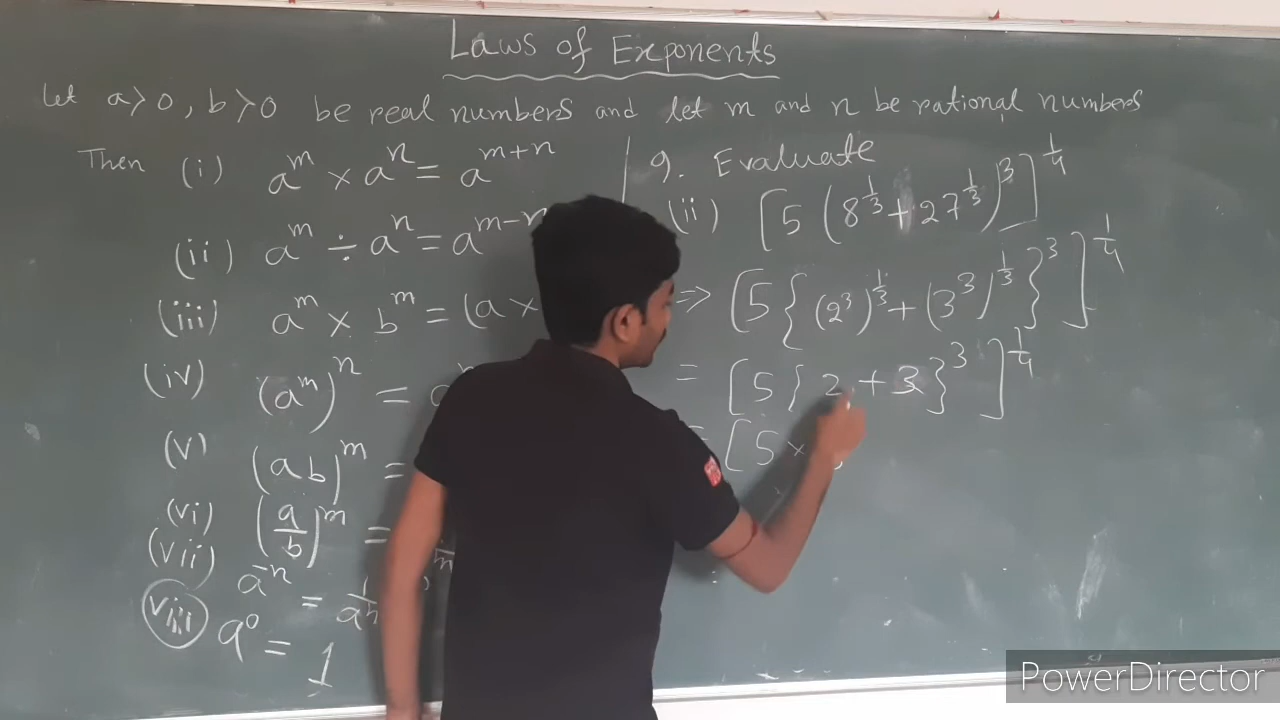 Laws of Exponents
Let a>0, b>0 be real numbers and let m and n be rational numbers
Then (i) a^m × a^n = a^{m+n}
(ii) a^m ÷ a^n = a^{m-n}
(iii) a^m × b^m = (a ×
(iv) (a^m)^n = a
(v) (ab)^m =
(vi) (a/b)^m =
(vii) a^{-n} = 1/a^n
(viii) a^0 = 1
9. Evaluate
(ii) [5 (8^{1/3} + 27^{1/3})^3]^{1/4}
⇒ [5 {(2^3)^{1/3} + (3^3)^{1/3}}^3]^{1/4}
= [5 {2 + 3}^3]^{1/4}
= [5 ×
PowerDirector